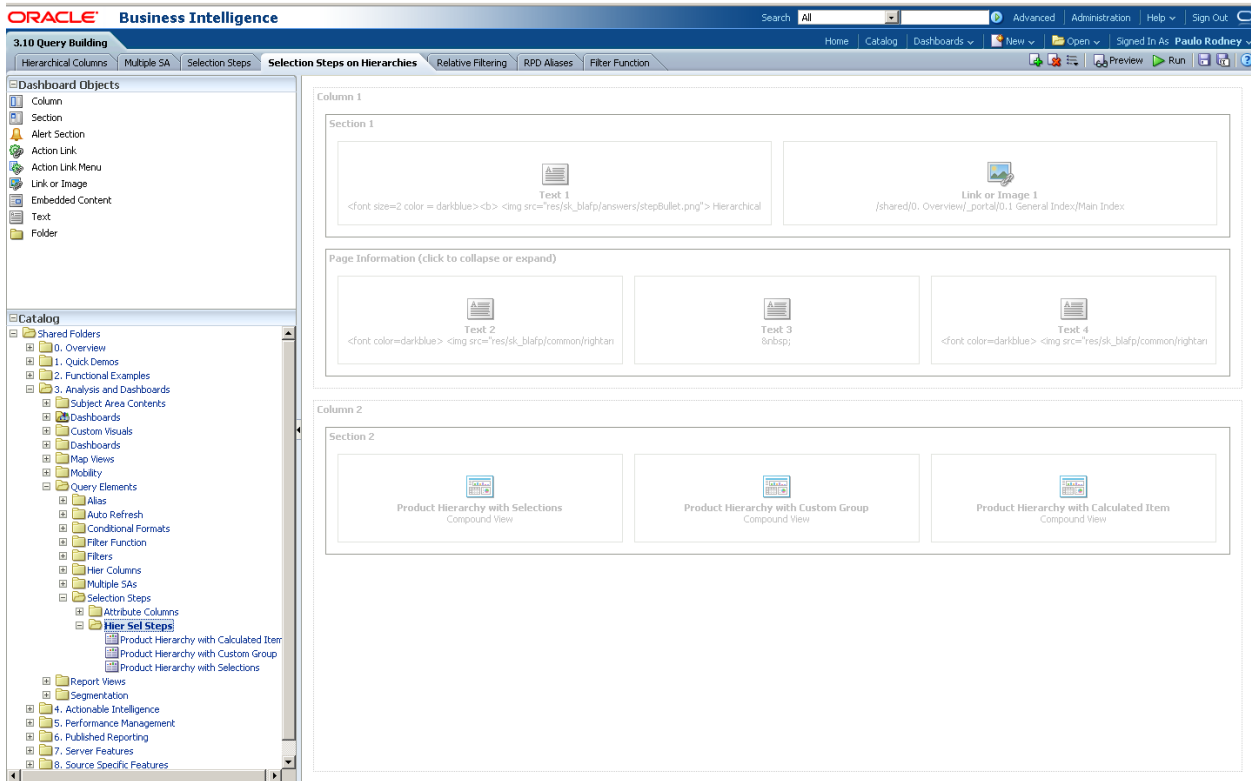 ORACLE Business Intelligence
Search All Advanced Administration Help Sign Out
3.10 Query Building
Home Catalog Dashboards New Open Signed In As Paulo Rodney
Hierarchical Columns Multiple SA Selection Steps Selection Steps on Hierarchies Relative Filtering RPD Aliases Filter Function
Preview Run
Dashboard Objects
Column
Section
Alert Section
Action Link
Action Link Menu
Link or Image
Embedded Content
Text
Folder
Catalog
Shared Folders
0. Overview
1. Quick Demos
2. Functional Examples
3. Analysis and Dashboards
Subject Area Contents
Dashboards
Custom Visuals
Dashboards
Map Views
Mobility
Query Elements
Alias
Auto Refresh
Conditional Formats
Filter Function
Filters
Hier Columns
Multiple SAs
Selection Steps
Attribute Columns
Hier Sel Steps
Product Hierarchy with Calculated Iter
Product Hierarchy with Custom Group
Product Hierarchy with Selections
Report Views
Segmentation
4. Actionable Intelligence
5. Performance Management
6. Published Reporting
7. Server Features
8. Source Specific Features
Column 1
Section 1
Text 1
<font size=2 color = darkblue><b> <img src="res/sk_blafp/answers/stepBullet.png"> Hierarchical
Link or Image 1
/shared/0. Overview/_portal/0.1 General Index/Main Index
Page Information (click to collapse or expand)
Text 2
<font color=darkblue> <img src="res/sk_blafp/common/rightarr
Text 3
&nbsp;
Text 4
<font color=darkblue> <img src="res/sk_blafp/common/rightarr
Column 2
Section 2
Product Hierarchy with Selections
Compound View
Product Hierarchy with Custom Group
Compound View
Product Hierarchy with Calculated Item
Compound View